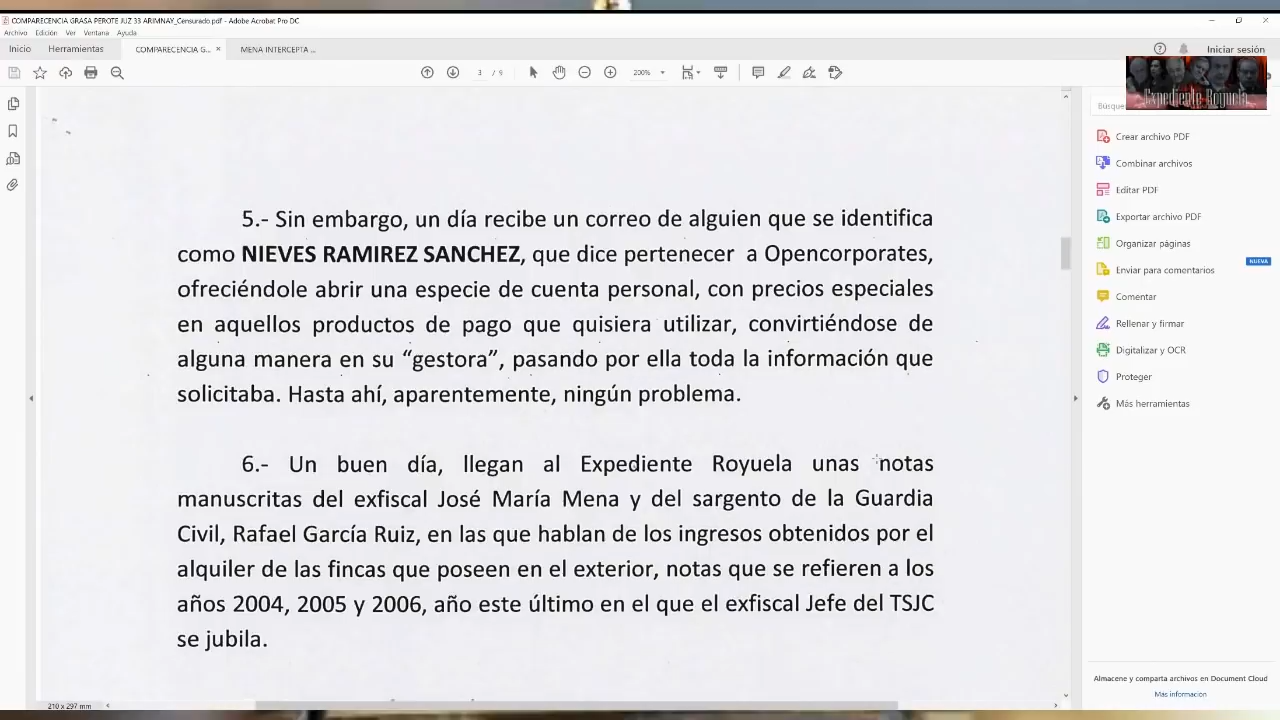 COMPARECENCIA GRASA PEROTE JUZ 33 ARIMNAY_Censurado.pdf - Adobe Acrobat Pro DC
Archivo Edición Ver Ventana Ayuda
Inicio Herramientas COMPARECENCIA G... × MENA INTERCEPTA ... Iniciar sesión
3 / 6 200%
Expediente Royuela
Búsque
Crear archivo PDF
Combinar archivos
Editar PDF
Exportar archivo PDF
Organizar páginas
Enviar para comentarios
NUEVA
Comentar
Rellenar y firmar
Digitalizar y OCR
Proteger
Más herramientas
5.- Sin embargo, un día recibe un correo de alguien que se identifica
como NIEVES RAMIREZ SANCHEZ, que dice pertenecer a Opencorporates,
ofreciéndole abrir una especie de cuenta personal, con precios especiales
en aquellos productos de pago que quisiera utilizar, convirtiéndose de
alguna manera en su “gestora”, pasando por ella toda la información que
solicitaba. Hasta ahí, aparentemente, ningún problema.
6.- Un buen día, llegan al Expediente Royuela unas notas
manuscritas del exfiscal José María Mena y del sargento de la Guardia
Civil, Rafael García Ruiz, en las que hablan de los ingresos obtenidos por el
alquiler de las fincas que poseen en el exterior, notas que se refieren a los
años 2004, 2005 y 2006, año este último en el que el exfiscal Jefe del TSJC
se jubila.
Almacene y comparta archivos en Document Cloud
Más información
210 x 297 mm